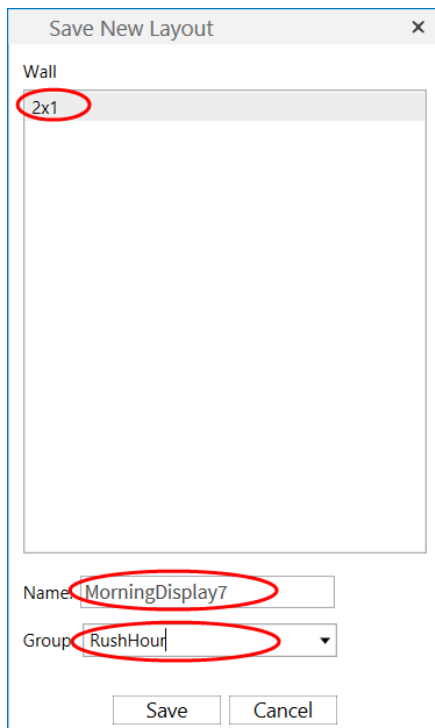 Save New Layout ×
Wall
2x1
Name: MorningDisplay7
Group: RushHour
Save Cancel